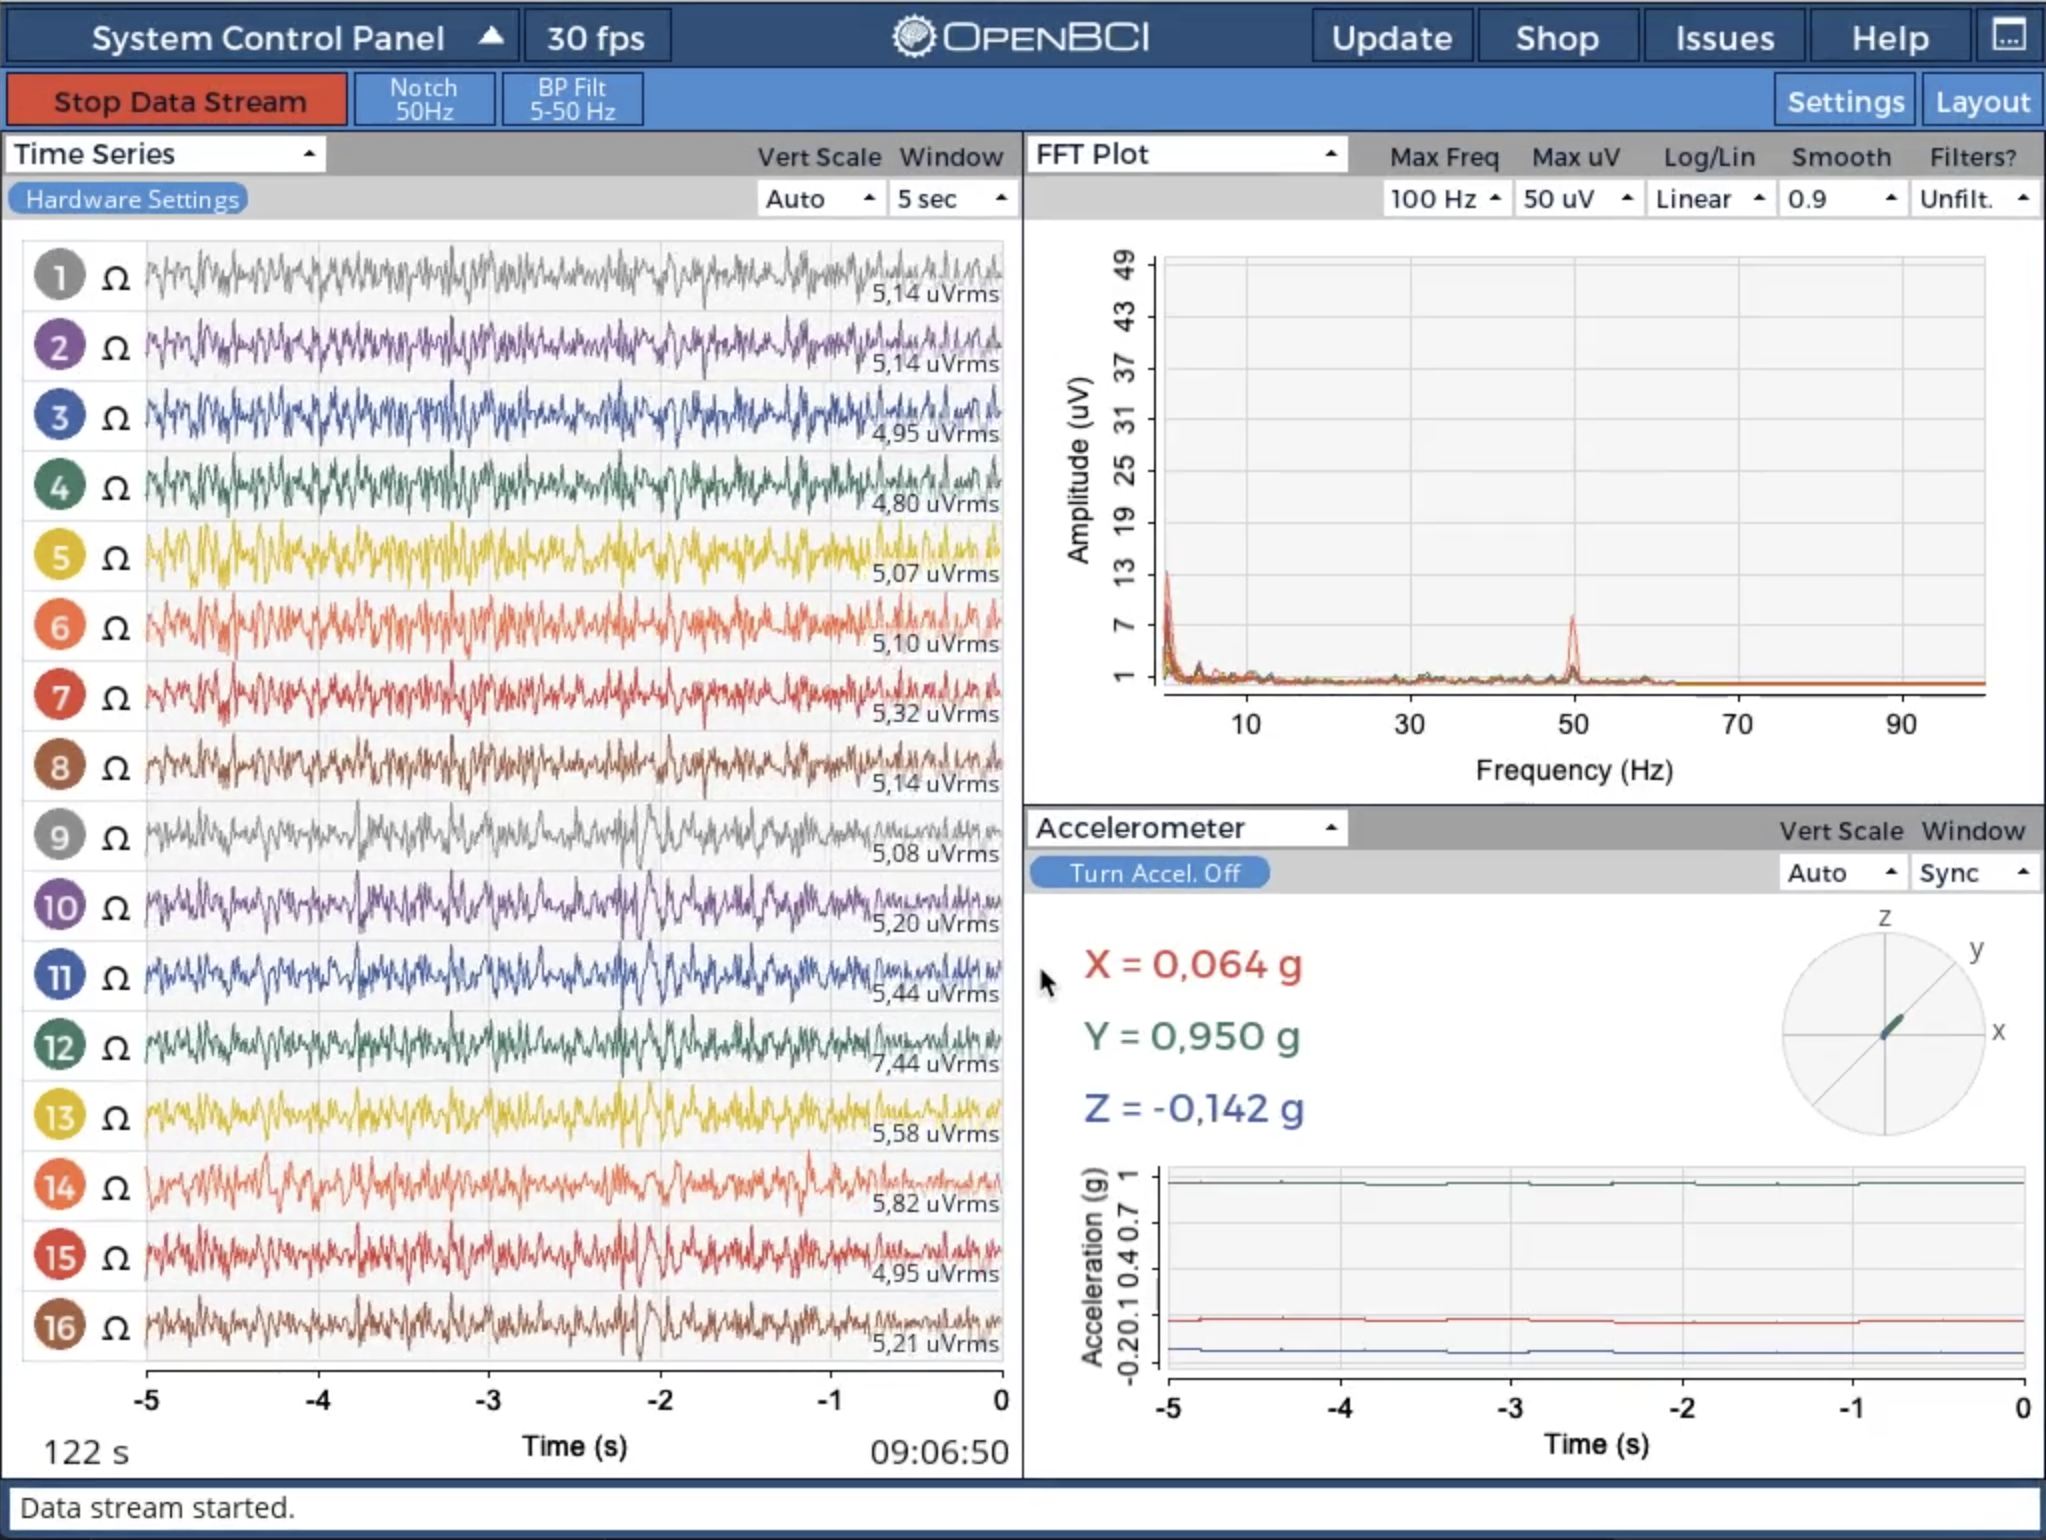 System Control Panel 30 fps OPENBCI Update Shop Issues Help
Stop Data Stream Notch 50Hz BP Filt 5-50 Hz Settings Layout
Time Series Vert Scale Window
Hardware Settings Auto 5 sec
1 Ω 5,14 uVrms
2 Ω 5,14 uVrms
3 Ω 4,95 uVrms
4 Ω 4,80 uVrms
5 Ω 5,07 uVrms
6 Ω 5,10 uVrms
7 Ω 5,32 uVrms
8 Ω 5,14 uVrms
9 Ω 5,08 uVrms
10 Ω 5,20 uVrms
11 Ω 5,44 uVrms
12 Ω 7,44 uVrms
13 Ω 5,58 uVrms
14 Ω 5,82 uVrms
15 Ω 4,95 uVrms
16 Ω 5,21 uVrms
-5 -4 -3 -2 -1 0
Time (s)
122 s 09:06:50
FFT Plot Max Freq Max uV Log/Lin Smooth Filters?
100 Hz 50 uV Linear 0.9 Unfilt.
Amplitude (uV)
49
43
37
31
25
19
13
7
1
10 30 50 70 90
Frequency (Hz)
Accelerometer Vert Scale Window
Turn Accel. Off Auto Sync
X = 0,064 g
Y = 0,950 g
Z = -0,142 g
z
y
x
Acceleration (g)
1
0.7
0.4
0.1
-0.2
-5 -4 -3 -2 -1 0
Time (s)
Data stream started.